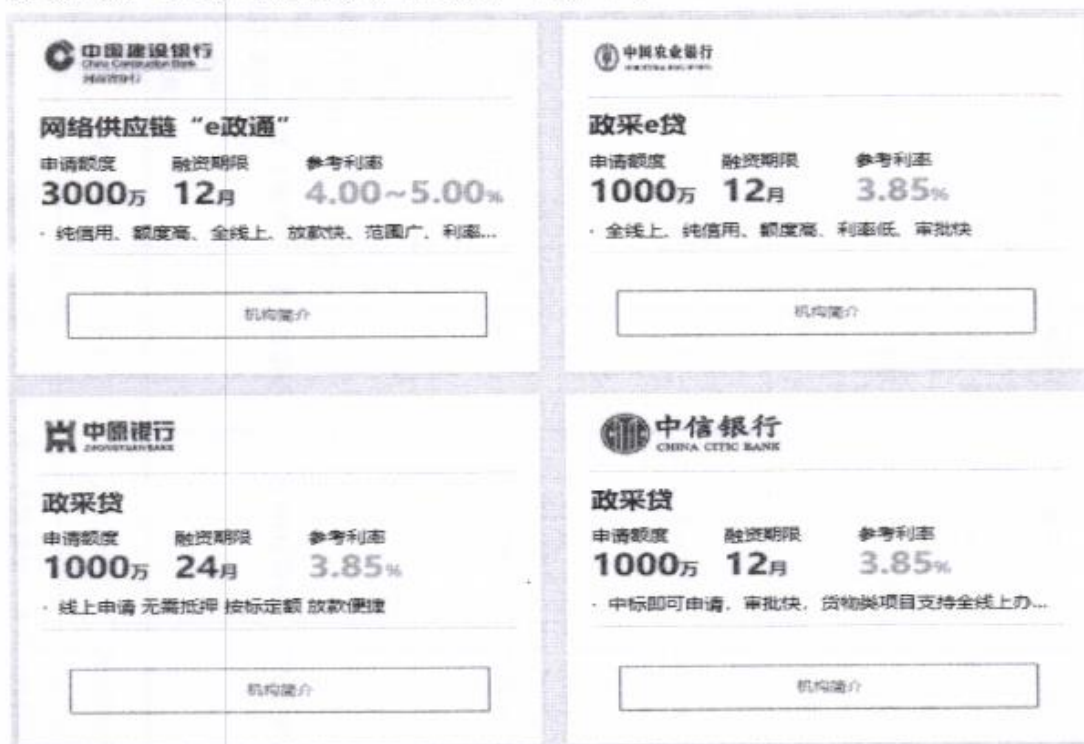 中国建设银行
China Construction Bank
网络供应链“e政通”
申请额度 融资期限 参考利率
3000万 12月 4.00~5.00%
· 纯信用、额度高、全线上、放款快、范围广、利率...
机构简介
中国农业银行
政采e贷
申请额度 融资期限 参考利率
1000万 12月 3.85%
· 全线上、纯信用、额度高、利率低、审批快
机构简介
中原银行
ZHONGYUAN BANK
政采贷
申请额度 融资期限 参考利率
1000万 24月 3.85%
· 线上申请 无需抵押 按标定额 放款便捷
机构简介
中信银行
CHINA CITIC BANK
政采贷
申请额度 融资期限 参考利率
1000万 12月 3.85%
· 中标即可申请、审批快、货物类项目支持全线上办...
机构简介